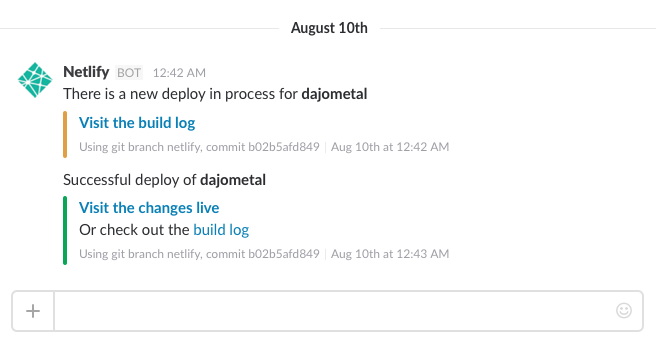 August 10th
Netlify BOT 12:42 AM
There is a new deploy in process for dajometal
Visit the build log
Using git branch netlify, commit b02b5afd849 | Aug 10th at 12:42 AM
Successful deploy of dajometal
Visit the changes live
Or check out the build log
Using git branch netlify, commit b02b5afd849 | Aug 10th at 12:43 AM